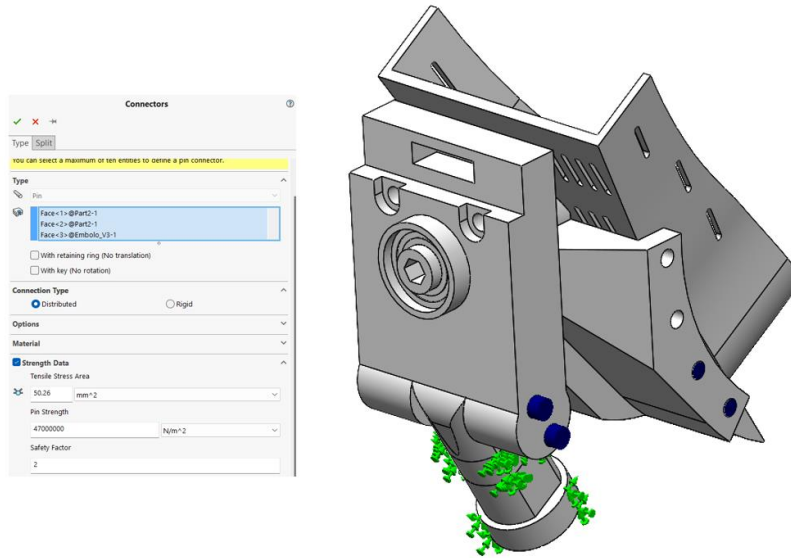 Connectors
Type Split
You can select a maximum of ten entities to define a pin connector.
Type
Pin
Face<1>@Part2-1
Face<2>@Part2-1
Face<3>@Embolo_V3-1
With retaining ring (No translation)
With key (No rotation)
Connection Type
Distributed Rigid
Options
Material
Strength Data
Tensile Stress Area
50.26 mm^2
Pin Strength
47000000 N/m^2
Safety Factor
2